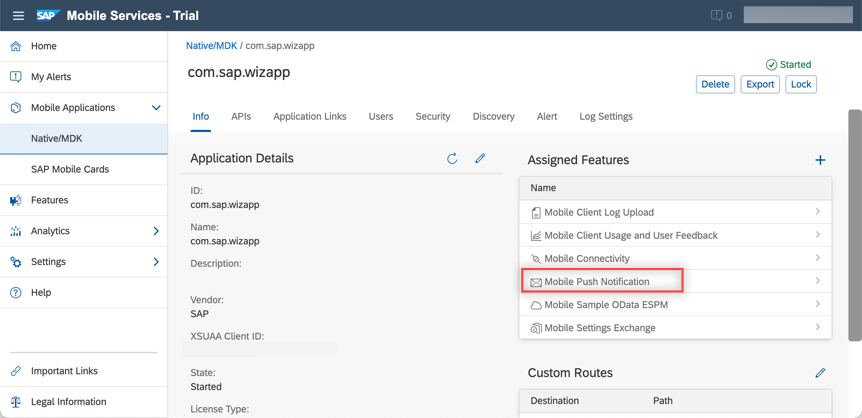 SAP Mobile Services - Trial
0
Home
My Alerts
Mobile Applications
Native/MDK
SAP Mobile Cards
Features
Analytics
Settings
Help
Important Links
Legal Information
Native/MDK / com.sap.wizapp
com.sap.wizapp
Started
Delete Export Lock
Info APIs Application Links Users Security Discovery Alert Log Settings
Application Details
ID:
com.sap.wizapp
Name:
com.sap.wizapp
Description:
Vendor:
SAP
XSUAA Client ID:
State:
Started
License Type:
Assigned Features
Name
Mobile Client Log Upload
Mobile Client Usage and User Feedback
Mobile Connectivity
Mobile Push Notification
Mobile Sample OData ESPM
Mobile Settings Exchange
Custom Routes
Destination Path